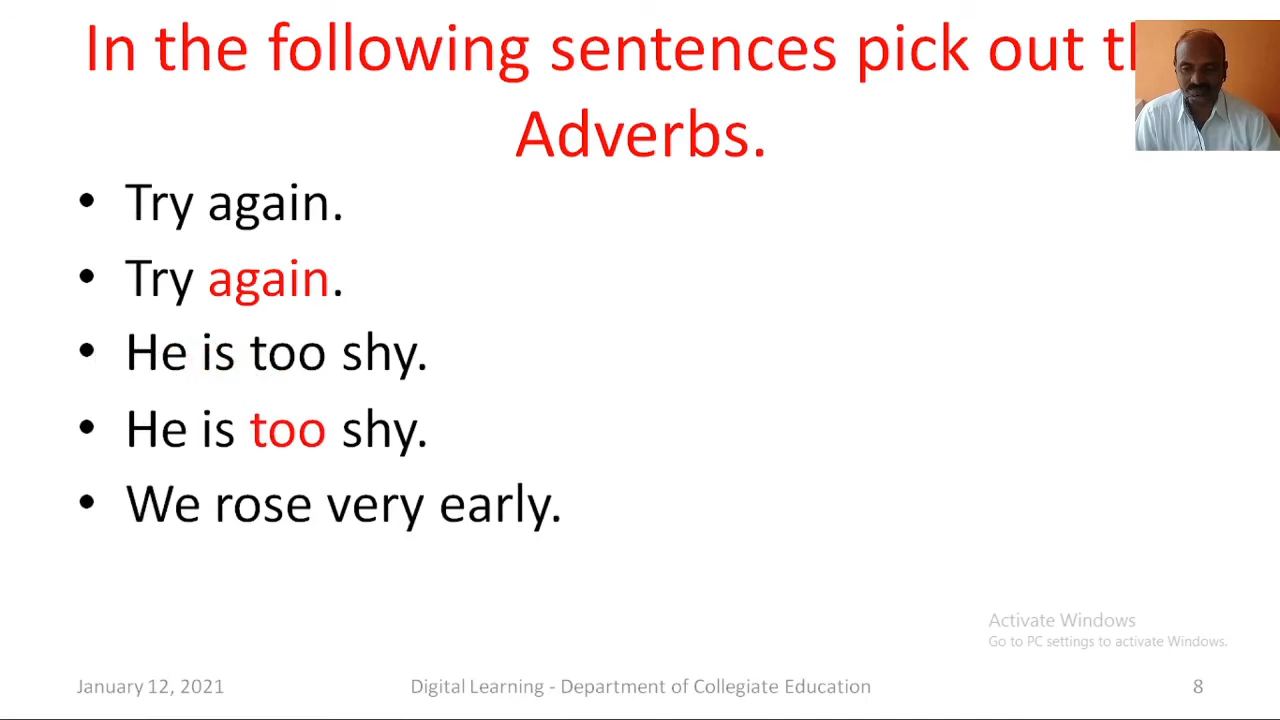 In the following sentences pick out
Adverbs.
• Try again.
• Try again.
• He is too shy.
• He is too shy.
• We rose very early.
Activate Windows
Go to PC settings to activate Windows.
January 12, 2021 Digital Learning - Department of Collegiate Education 8